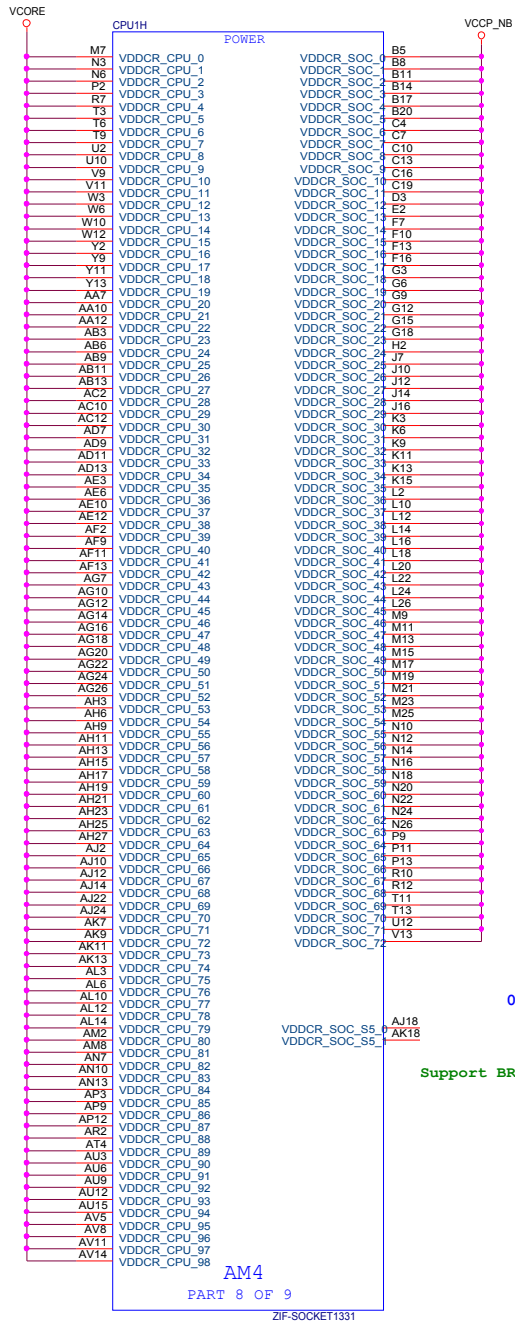 VCORE
VCCP_NB
CPU1H
POWER
M7 VDDCR_CPU_0 VDDCR_SOC_0 B5
N3 VDDCR_CPU_1 VDDCR_SOC_1 B8
N6 VDDCR_CPU_2 VDDCR_SOC_2 B11
P2 VDDCR_CPU_3 VDDCR_SOC_3 B14
R7 VDDCR_CPU_4 VDDCR_SOC_4 B17
T3 VDDCR_CPU_5 VDDCR_SOC_5 B20
T6 VDDCR_CPU_6 VDDCR_SOC_6 C4
T9 VDDCR_CPU_7 VDDCR_SOC_7 C7
U2 VDDCR_CPU_8 VDDCR_SOC_8 C10
U10 VDDCR_CPU_9 VDDCR_SOC_9 C13
V9 VDDCR_CPU_10 VDDCR_SOC_10 C16
V11 VDDCR_CPU_11 VDDCR_SOC_11 C19
W3 VDDCR_CPU_12 VDDCR_SOC_12 D3
W6 VDDCR_CPU_13 VDDCR_SOC_13 E2
W10 VDDCR_CPU_14 VDDCR_SOC_14 F7
W12 VDDCR_CPU_15 VDDCR_SOC_15 F10
Y2 VDDCR_CPU_16 VDDCR_SOC_16 F13
Y9 VDDCR_CPU_17 VDDCR_SOC_17 F16
Y11 VDDCR_CPU_18 VDDCR_SOC_18 G3
Y13 VDDCR_CPU_19 VDDCR_SOC_19 G6
AA7 VDDCR_CPU_20 VDDCR_SOC_20 G9
AA10 VDDCR_CPU_21 VDDCR_SOC_21 G12
AA12 VDDCR_CPU_22 VDDCR_SOC_22 G15
AB3 VDDCR_CPU_23 VDDCR_SOC_23 G18
AB6 VDDCR_CPU_24 VDDCR_SOC_24 H2
AB9 VDDCR_CPU_25 VDDCR_SOC_25 J7
AB11 VDDCR_CPU_26 VDDCR_SOC_26 J10
AB13 VDDCR_CPU_27 VDDCR_SOC_27 J12
AC2 VDDCR_CPU_28 VDDCR_SOC_28 J14
AC10 VDDCR_CPU_29 VDDCR_SOC_29 J16
AC12 VDDCR_CPU_30 VDDCR_SOC_30 K3
AD7 VDDCR_CPU_31 VDDCR_SOC_31 K6
AD9 VDDCR_CPU_32 VDDCR_SOC_32 K9
AD11 VDDCR_CPU_33 VDDCR_SOC_33 K11
AD13 VDDCR_CPU_34 VDDCR_SOC_34 K13
AE3 VDDCR_CPU_35 VDDCR_SOC_35 K15
AE6 VDDCR_CPU_36 VDDCR_SOC_36 L2
AE10 VDDCR_CPU_37 VDDCR_SOC_37 L10
AE12 VDDCR_CPU_38 VDDCR_SOC_38 L12
AF2 VDDCR_CPU_39 VDDCR_SOC_39 L14
AF9 VDDCR_CPU_40 VDDCR_SOC_40 L16
AF11 VDDCR_CPU_41 VDDCR_SOC_41 L18
AF13 VDDCR_CPU_42 VDDCR_SOC_42 L20
AG7 VDDCR_CPU_43 VDDCR_SOC_43 L22
AG10 VDDCR_CPU_44 VDDCR_SOC_44 L24
AG12 VDDCR_CPU_45 VDDCR_SOC_45 L26
AG14 VDDCR_CPU_46 VDDCR_SOC_46 M9
AG16 VDDCR_CPU_47 VDDCR_SOC_47 M11
AG18 VDDCR_CPU_48 VDDCR_SOC_48 M13
AG20 VDDCR_CPU_49 VDDCR_SOC_49 M15
AG22 VDDCR_CPU_50 VDDCR_SOC_50 M17
AG24 VDDCR_CPU_51 VDDCR_SOC_51 M19
AG26 VDDCR_CPU_52 VDDCR_SOC_52 M21
AH3 VDDCR_CPU_53 VDDCR_SOC_53 M23
AH6 VDDCR_CPU_54 VDDCR_SOC_54 M25
AH9 VDDCR_CPU_55 VDDCR_SOC_55 N10
AH11 VDDCR_CPU_56 VDDCR_SOC_56 N12
AH13 VDDCR_CPU_57 VDDCR_SOC_57 N14
AH15 VDDCR_CPU_58 VDDCR_SOC_58 N16
AH17 VDDCR_CPU_59 VDDCR_SOC_59 N18
AH19 VDDCR_CPU_60 VDDCR_SOC_60 N20
AH21 VDDCR_CPU_61 VDDCR_SOC_61 N22
AH23 VDDCR_CPU_62 VDDCR_SOC_62 N24
AH25 VDDCR_CPU_63 VDDCR_SOC_63 N26
AH27 VDDCR_CPU_64 VDDCR_SOC_64 P9
AJ2 VDDCR_CPU_65 VDDCR_SOC_65 P11
AJ10 VDDCR_CPU_66 VDDCR_SOC_66 P13
AJ12 VDDCR_CPU_67 VDDCR_SOC_67 R10
AJ14 VDDCR_CPU_68 VDDCR_SOC_68 R12
AJ22 VDDCR_CPU_69 VDDCR_SOC_69 T11
AJ24 VDDCR_CPU_70 VDDCR_SOC_70 T13
AK7 VDDCR_CPU_71 VDDCR_SOC_71 U12
AK9 VDDCR_CPU_72 VDDCR_SOC_72 V13
AK11 VDDCR_CPU_73
AK13 VDDCR_CPU_74
AL3 VDDCR_CPU_75
AL6 VDDCR_CPU_76
AL10 VDDCR_CPU_77
0
AL12 VDDCR_CPU_78
AL14 VDDCR_CPU_79 VDDCR_SOC_S5_0 AJ18
AM2 VDDCR_CPU_80 VDDCR_SOC_S5_1 AK18
AM8 VDDCR_CPU_81
AN7 VDDCR_CPU_82
Support BR
AN10 VDDCR_CPU_83
AN13 VDDCR_CPU_84
AP3 VDDCR_CPU_85
AP9 VDDCR_CPU_86
AP12 VDDCR_CPU_87
AR2 VDDCR_CPU_88
AT4 VDDCR_CPU_89
AU3 VDDCR_CPU_90
AU6 VDDCR_CPU_91
AU9 VDDCR_CPU_92
AU12 VDDCR_CPU_93
AU15 VDDCR_CPU_94
AV5 VDDCR_CPU_95
AV8 VDDCR_CPU_96
AV11 VDDCR_CPU_97
AV14 VDDCR_CPU_98
AM4
PART 8 OF 9
ZIF-SOCKET1331